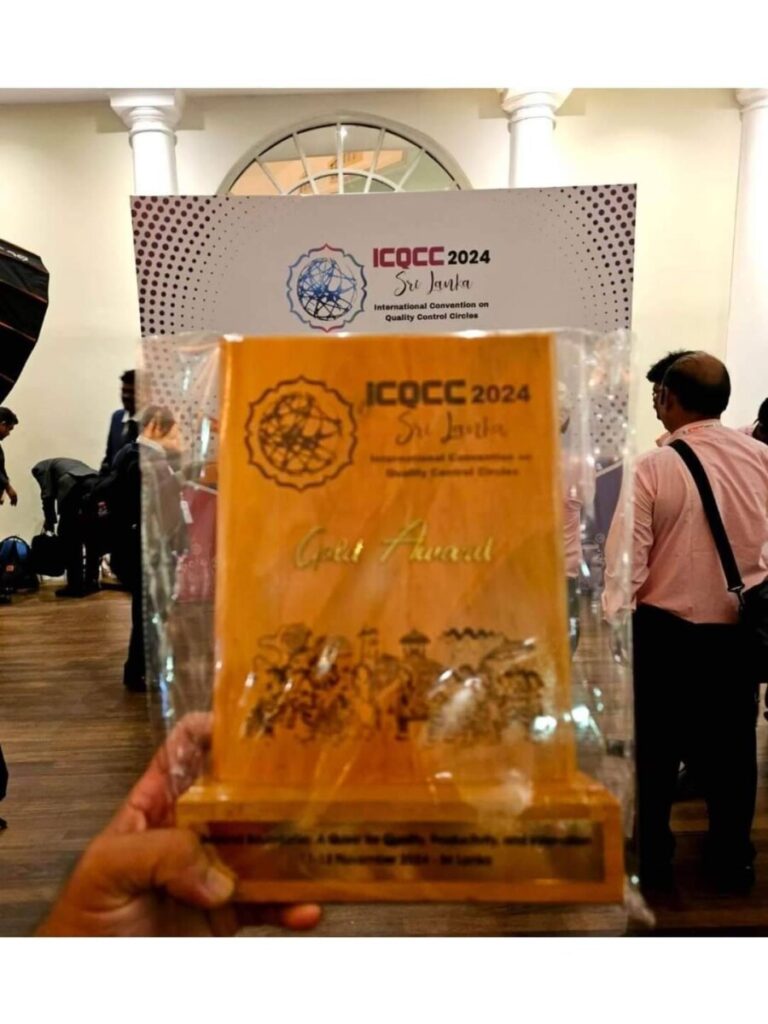 ICQCC 2024
Sri Lanka
International Convention on
Quality Control Circles
ICQCC 2024
Sri Lanka
International Convention on
Quality Control Circles
Gold Award
A Quest for Quality, Productivity, and
November 2024 - Sri Lanka